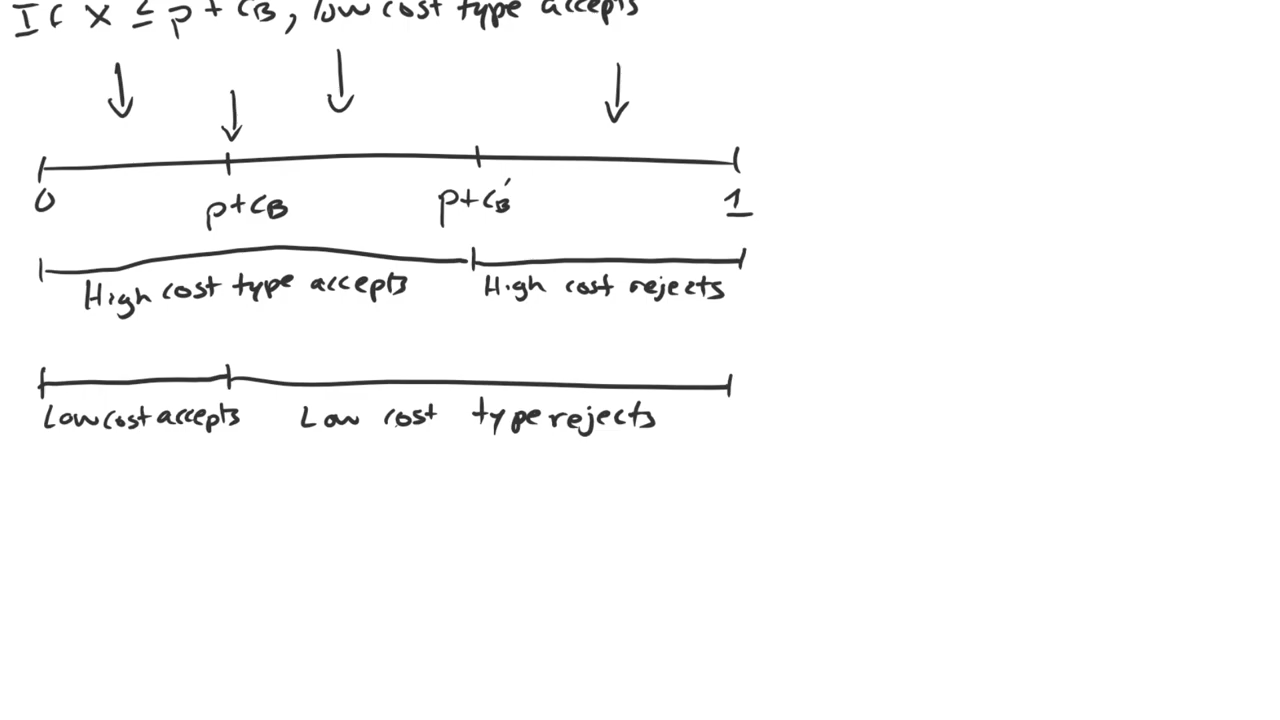 If x ≤ p + cB, low cost type accepts
0 p+cB p+cB' 1
High cost type accepts High cost rejects
Low cost accepts Low cost type rejects